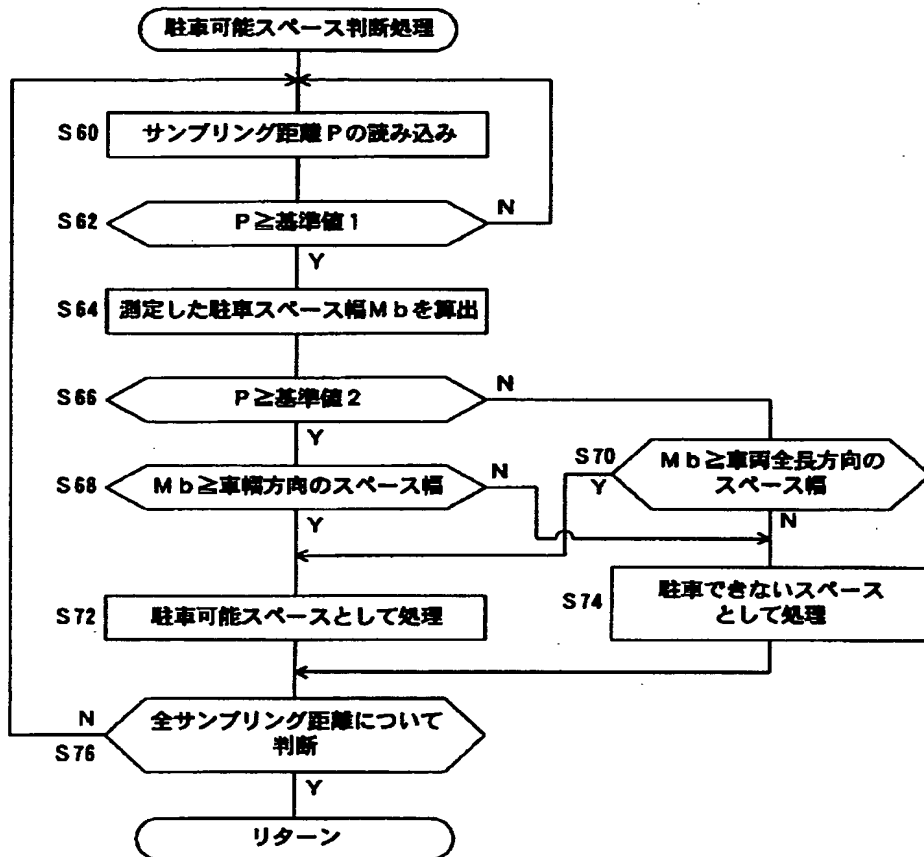 駐車可能スペース判断処理
S60
サンプリング距離Pの読み込み
S62
P≧基準値1
N
Y
S64
測定した駐車スペース幅Mbを算出
S66
P≧基準値2
N
Y
S68
Mb≧車幅方向のスペース幅
N
Y
S70
Y
Mb≧車両全長方向の
スペース幅
N
S72
駐車可能スペースとして処理
S74
駐車できないスペース
として処理
N
S76
全サンプリング距離について
判断
Y
リターン